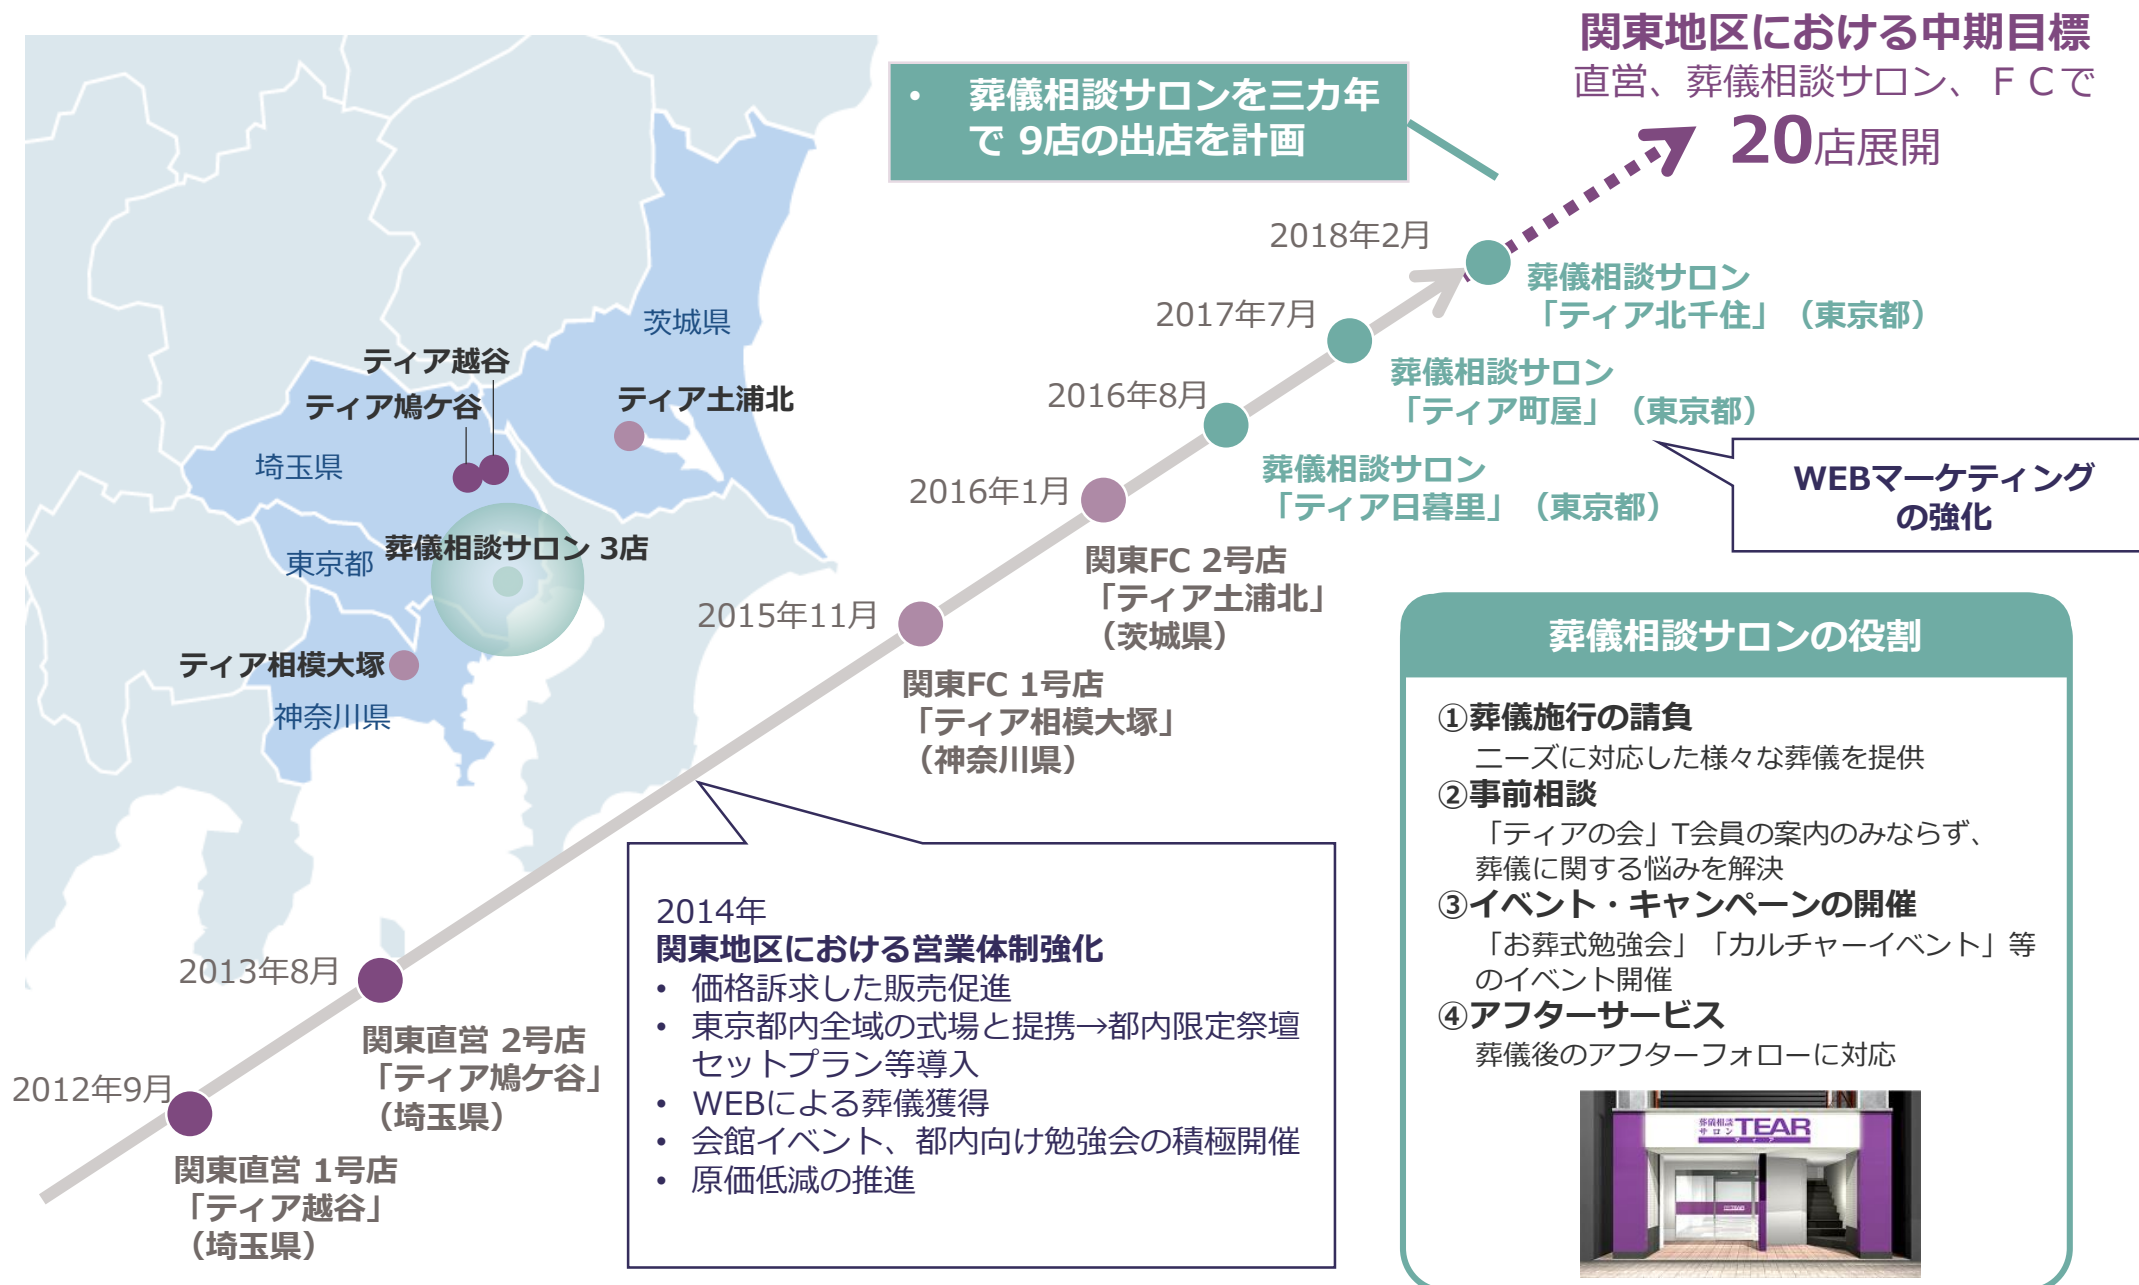 関東地区における中期目標
直営、葬儀相談サロン、ＦＣで
20店展開
• 葬儀相談サロンを三カ年
で 9店の出店を計画
茨城県
ティア越谷
ティア鳩ケ谷
ティア土浦北
埼玉県
東京都
葬儀相談サロン 3店
ティア相模大塚
神奈川県
2018年2月
葬儀相談サロン
「ティア北千住」（東京都）
2017年7月
葬儀相談サロン
「ティア町屋」（東京都）
2016年8月
葬儀相談サロン
「ティア日暮里」（東京都）
WEBマーケティング
の強化
2016年1月
関東FC 2号店
「ティア土浦北」
（茨城県）
2015年11月
関東FC 1号店
「ティア相模大塚」
（神奈川県）
2013年8月
関東直営 2号店
「ティア鳩ケ谷」
（埼玉県）
2012年9月
関東直営 1号店
「ティア越谷」
（埼玉県）
2014年
関東地区における営業体制強化
• 価格訴求した販売促進
• 東京都内全域の式場と提携→都内限定祭壇
セットプラン等導入
• WEBによる葬儀獲得
• 会館イベント、都内向け勉強会の積極開催
• 原価低減の推進
葬儀相談サロンの役割
①葬儀施行の請負
ニーズに対応した様々な葬儀を提供
②事前相談
「ティアの会」T会員の案内のみならず、
葬儀に関する悩みを解決
③イベント・キャンペーンの開催
「お葬式勉強会」「カルチャーイベント」等
のイベント開催
④アフターサービス
葬儀後のアフターフォローに対応
葬儀相談
サロン TEAR
ティア